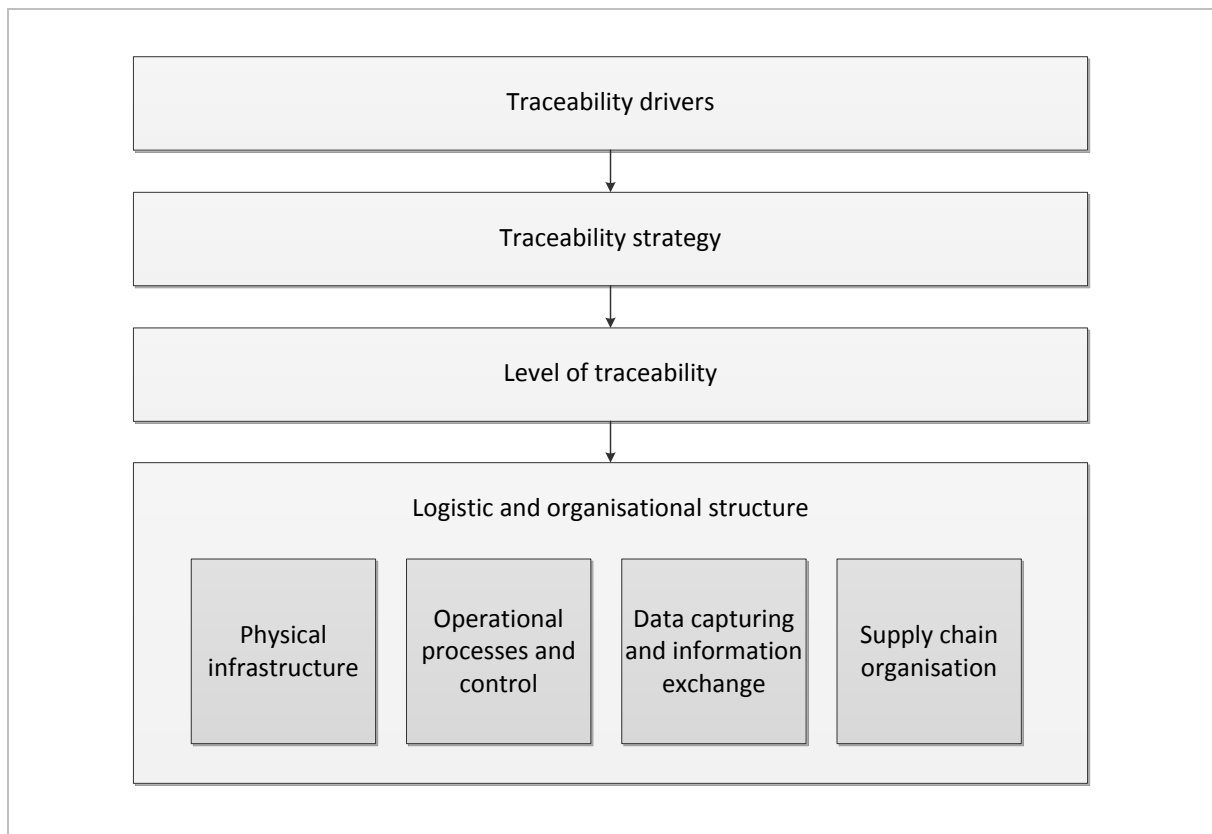 Traceability drivers
Traceability strategy
Level of traceability
Logistic and organisational structure
Physical
infrastructure
Operational
processes and
control
Data capturing
and information
exchange
Supply chain
organisation